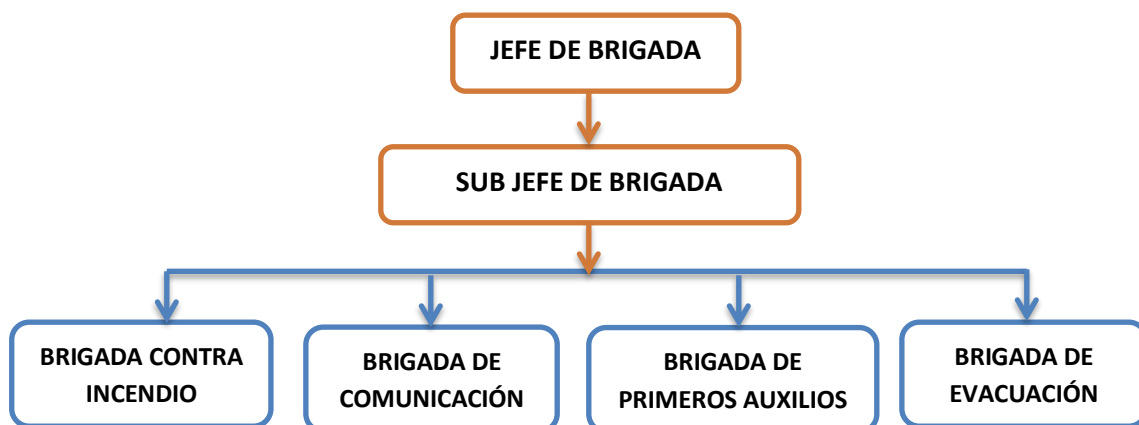 JEFE DE BRIGADA
SUB JEFE DE BRIGADA
BRIGADA CONTRA
INCENDIO
BRIGADA DE
COMUNICACIÓN
BRIGADA DE
PRIMEROS AUXILIOS
BRIGADA DE
EVACUACIÓN